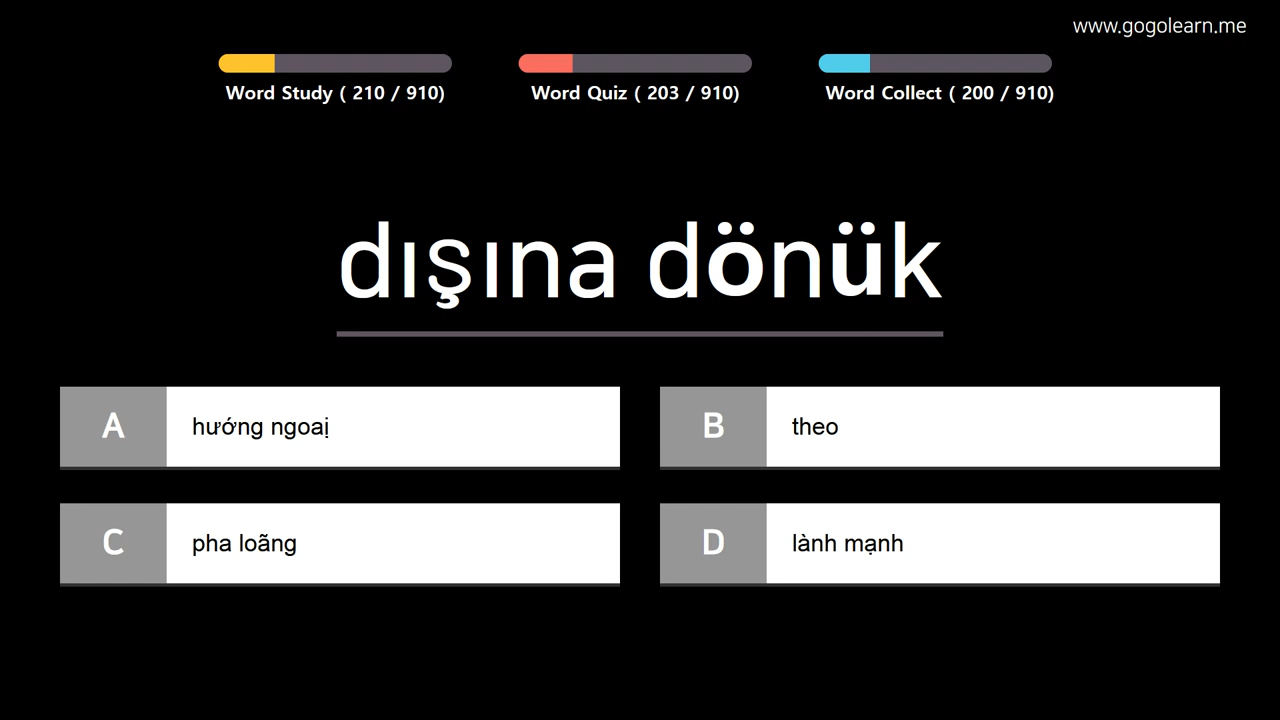 www.gogolearn.me
Word Study ( 210 / 910)
Word Quiz ( 203 / 910)
Word Collect ( 200 / 910)
dışına dönük
A hướng ngoại
B theo
C pha loãng
D lành mạnh